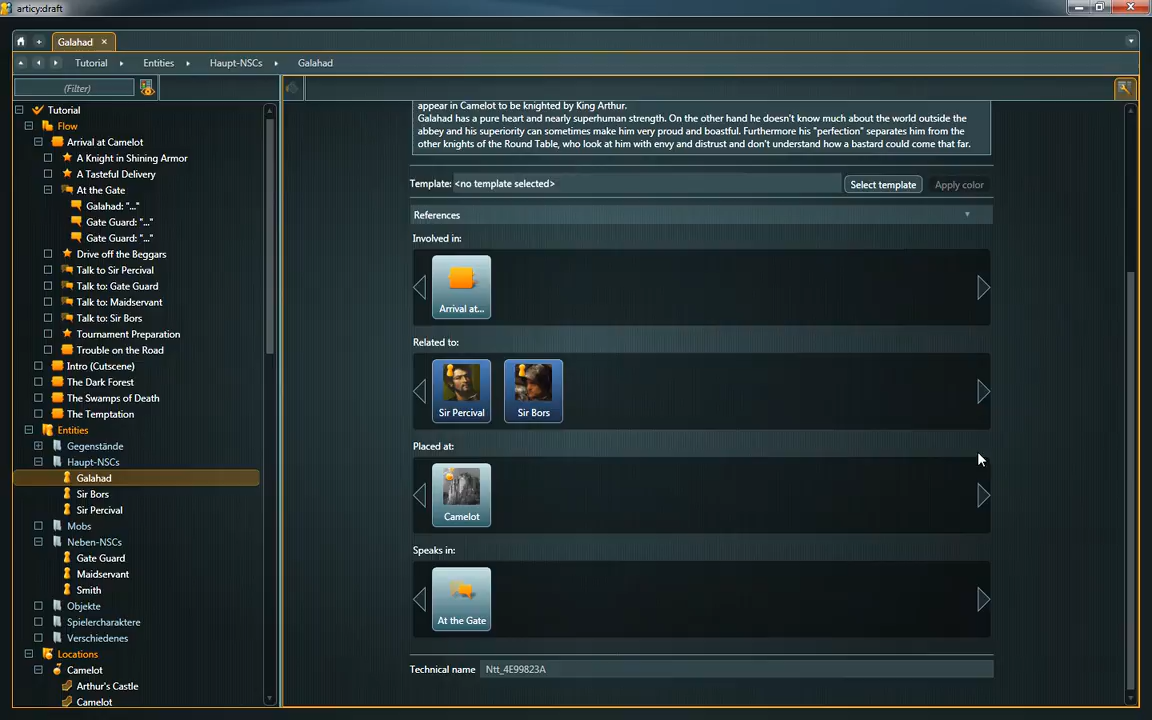 articy:draft
Galahad ×
Tutorial Entities Haupt-NSCs Galahad
(Filter)
Tutorial
Flow
Arrival at Camelot
A Knight in Shining Armor
A Tasteful Delivery
At the Gate
Galahad: "..."
Gate Guard: "..."
Gate Guard: "..."
Drive off the Beggars
Talk to Sir Percival
Talk to: Gate Guard
Talk to: Maidservant
Talk to: Sir Bors
Tournament Preparation
Trouble on the Road
Intro (Cutscene)
The Dark Forest
The Swamps of Death
The Temptation
Entities
Gegenstände
Haupt-NSCs
Galahad
Sir Bors
Sir Percival
Mobs
Neben-NSCs
Gate Guard
Maidservant
Smith
Objekte
Spielercharaktere
Verschiedenes
Locations
Camelot
Arthur's Castle
Camelot
appear in Camelot to be knighted by King Arthur.
Galahad has a pure heart and nearly superhuman strength. On the other hand he doesn't know much about the world outside the
abbey and his superiority can sometimes make him very proud and boastful. Furthermore his "perfection" separates him from the
other knights of the Round Table, who look at him with envy and distrust and don't understand how a bastard could come that far.
Template: <no template selected> Select template Apply color
References
Involved in:
Arrival at...
Related to:
Sir Percival Sir Bors
Placed at:
Camelot
Speaks in:
At the Gate
Technical name Ntt_4E99823A